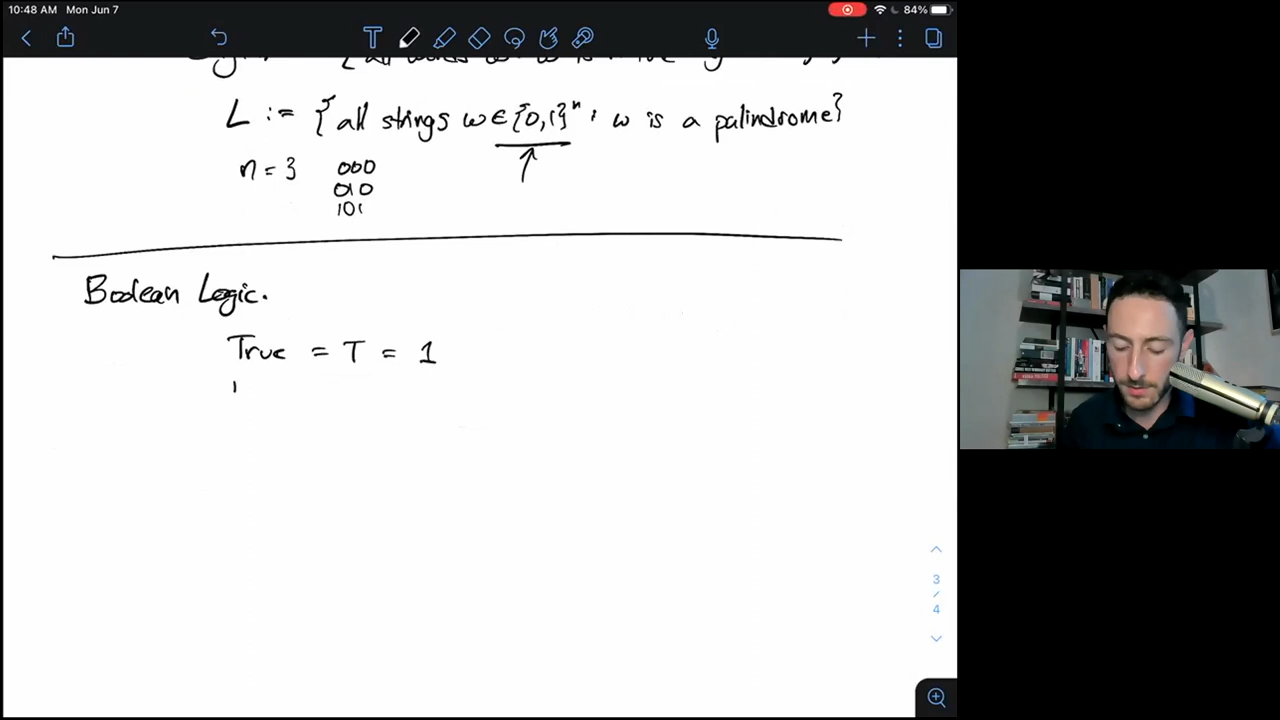 10:48 AM Mon Jun 7
84%
L := {all strings w ∈ {0,1}ⁿ : w is a palindrome}
n = 3 000
010
101
Boolean Logic.
True = T = 1
3
/
4